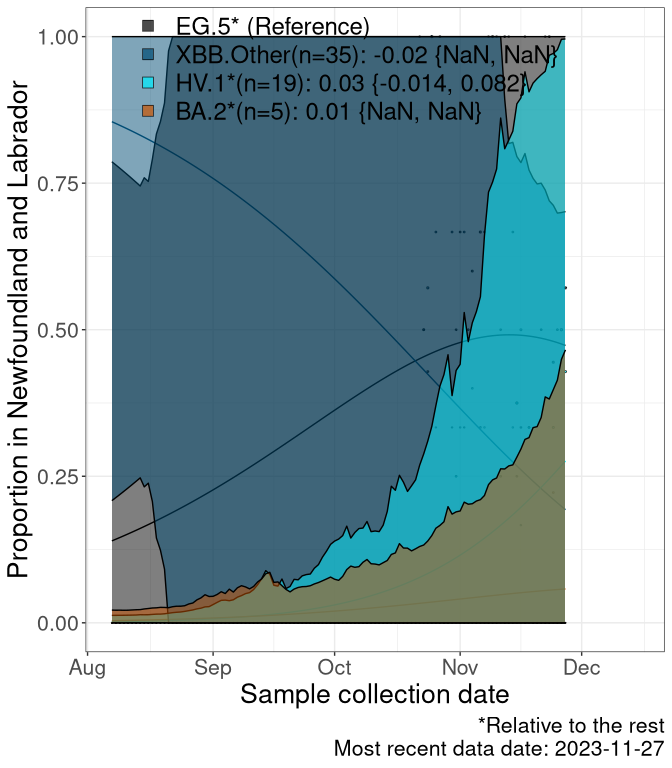 EG.5* (Reference)
XBB.Other(n=35): -0.02 {NaN, NaN}
HV.1*(n=19): 0.03 {-0.014, 0.082}
BA.2*(n=5): 0.01 {NaN, NaN}
Proportion in Newfoundland and Labrador
1.00
0.75
0.50
0.25
0.00
Aug Sep Oct Nov Dec
Sample collection date
*Relative to the rest
Most recent data date: 2023-11-27